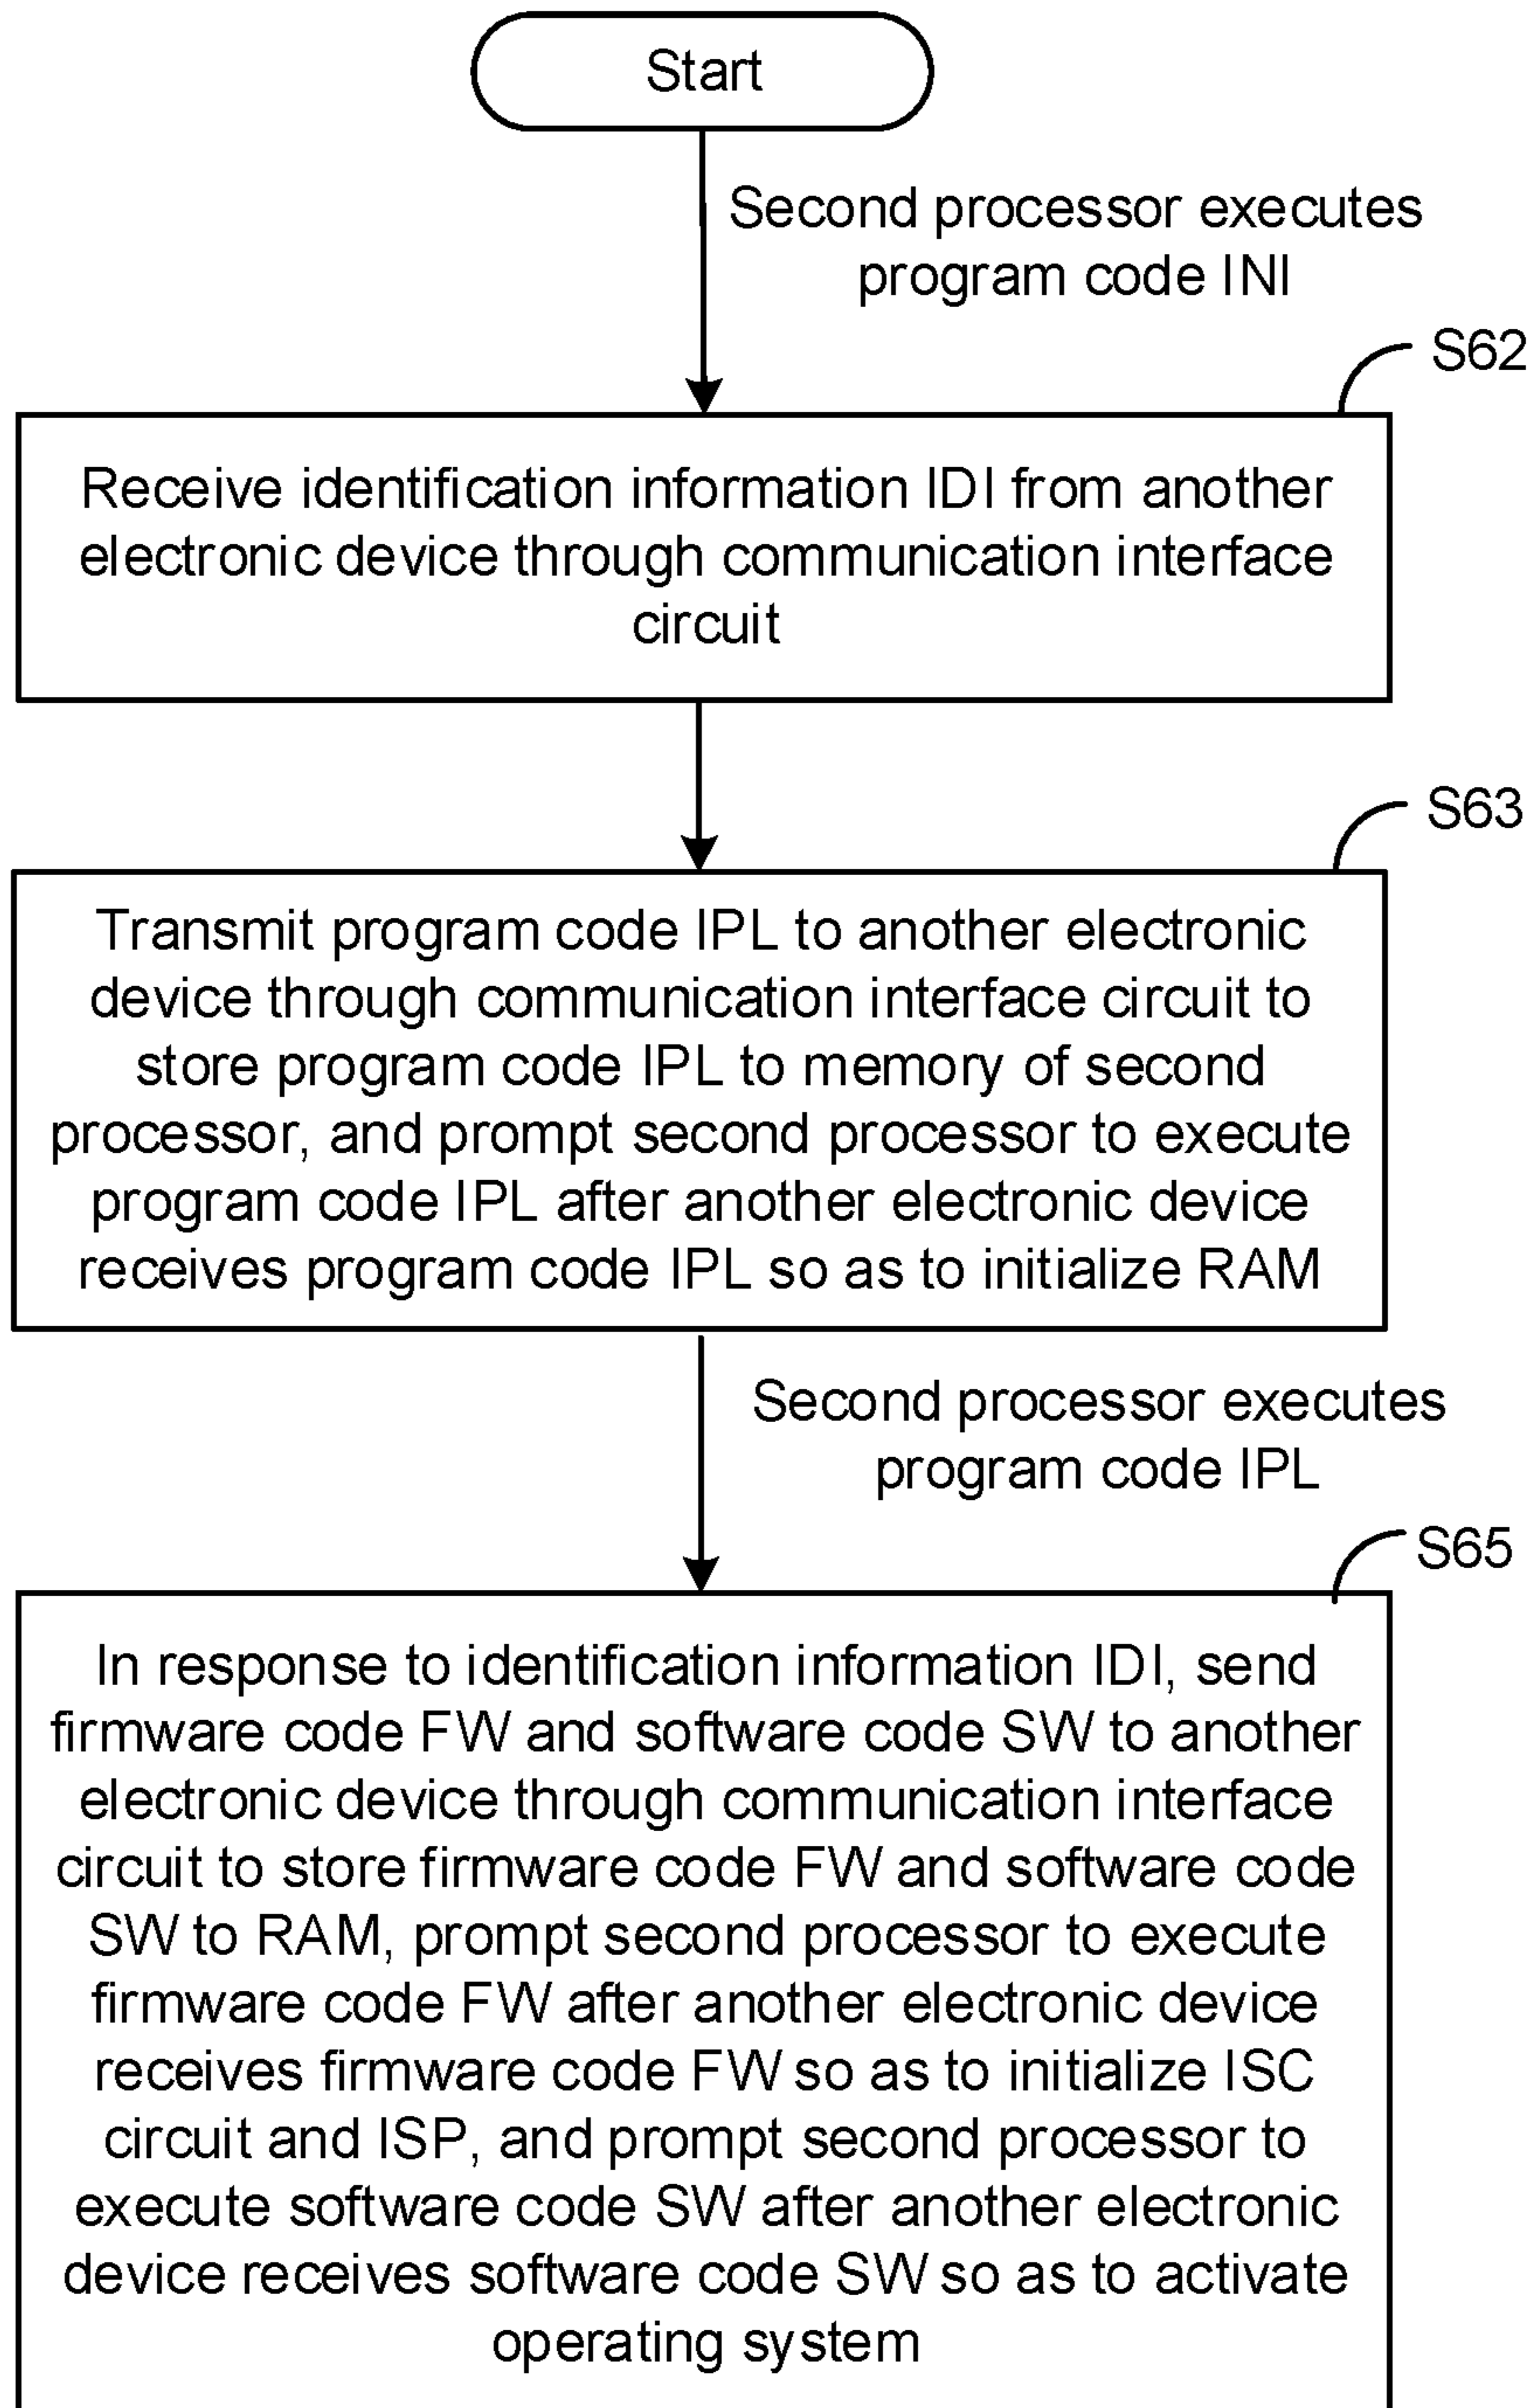 Start
Second processor executes
program code INI
S62
Receive identification information IDI from another
electronic device through communication interface
circuit
S63
Transmit program code IPL to another electronic
device through communication interface circuit to
store program code IPL to memory of second
processor, and prompt second processor to execute
program code IPL after another electronic device
receives program code IPL so as to initialize RAM
Second processor executes
program code IPL
S65
In response to identification information IDI, send
firmware code FW and software code SW to another
electronic device through communication interface
circuit to store firmware code FW and software code
SW to RAM, prompt second processor to execute
firmware code FW after another electronic device
receives firmware code FW so as to initialize ISC
circuit and ISP, and prompt second processor to
execute software code SW after another electronic
device receives software code SW so as to activate
operating system